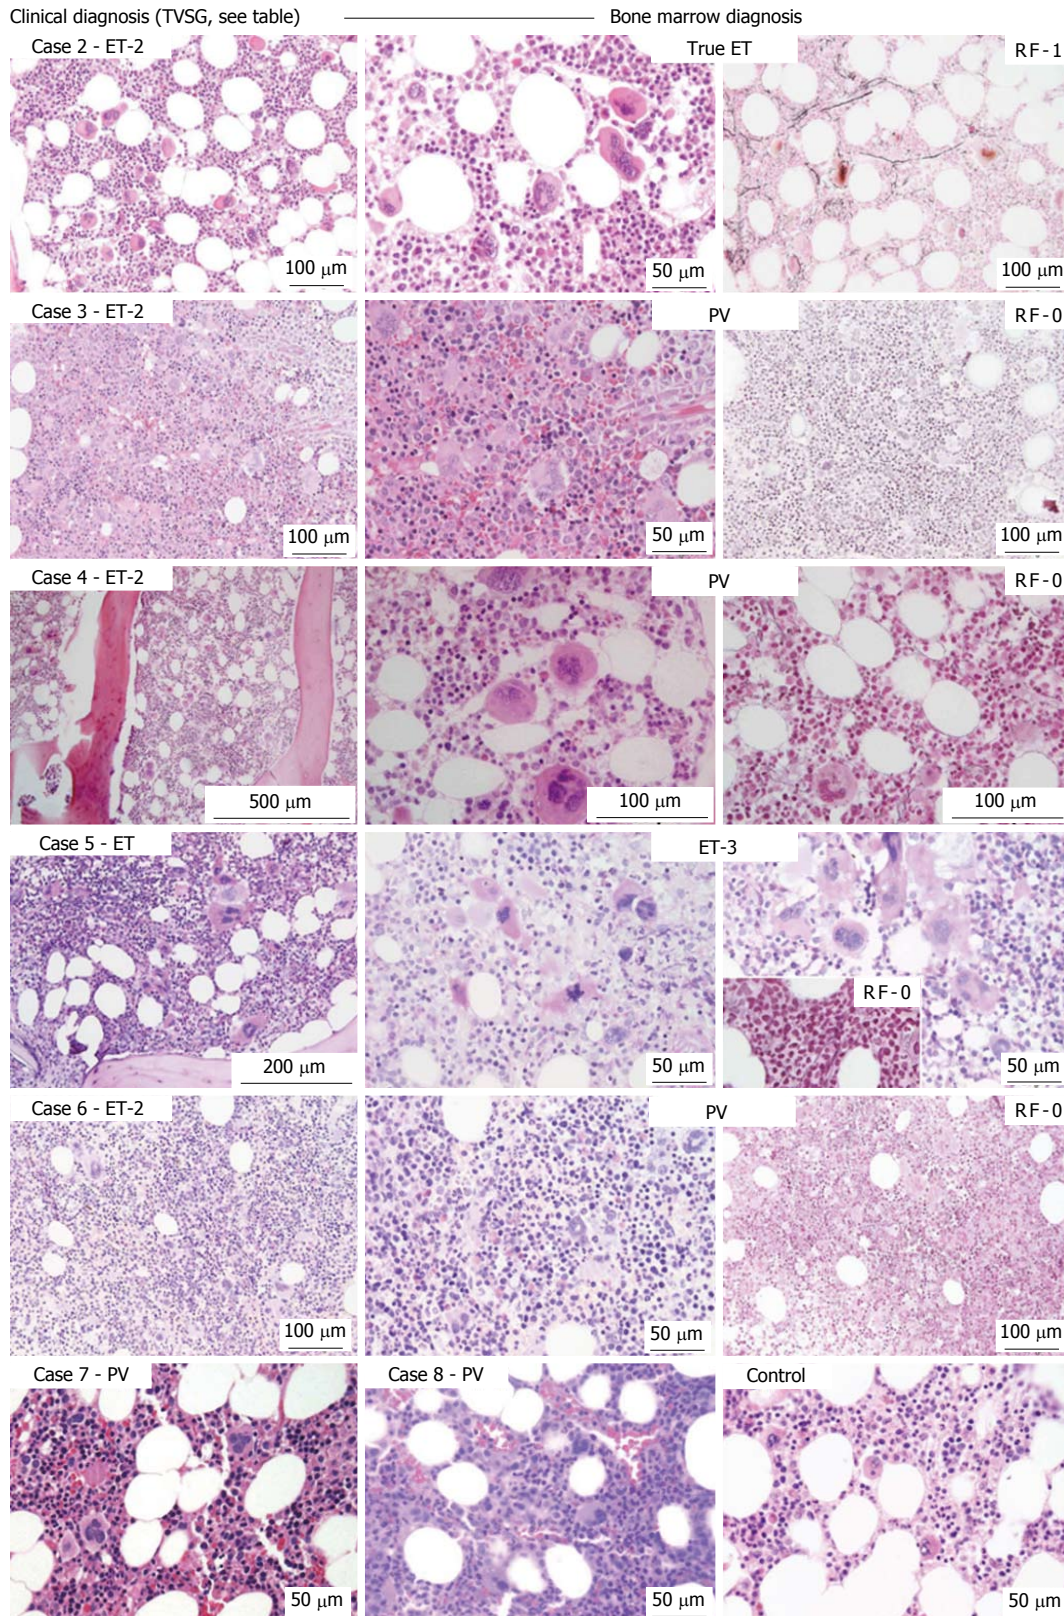 Clinical diagnosis (TVSG, see table) Bone marrow diagnosis
Case 2 - ET-2 True ET RF-1
100 μm 50 μm 100 μm
Case 3 - ET-2 PV RF-0
100 μm 50 μm 100 μm
Case 4 - ET-2 PV RF-0
500 μm 100 μm 100 μm
Case 5 - ET ET-3
RF-0
200 μm 50 μm 50 μm
Case 6 - ET-2 PV RF-0
100 μm 50 μm 100 μm
Case 7 - PV Case 8 - PV Control
50 μm 50 μm 50 μm